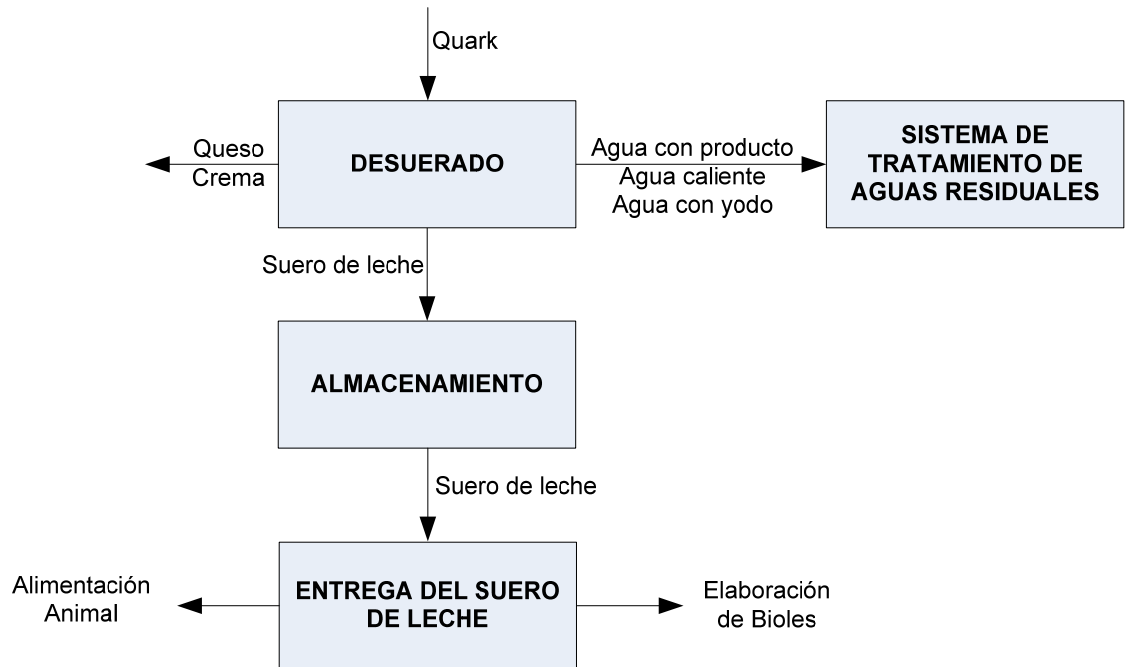 Quark
Queso
Crema
DESUERADO
Agua con producto
Agua caliente
Agua con yodo
SISTEMA DE
TRATAMIENTO DE
AGUAS RESIDUALES
Suero de leche
ALMACENAMIENTO
Suero de leche
Alimentación
Animal
ENTREGA DEL SUERO
DE LECHE
Elaboración
de Bioles